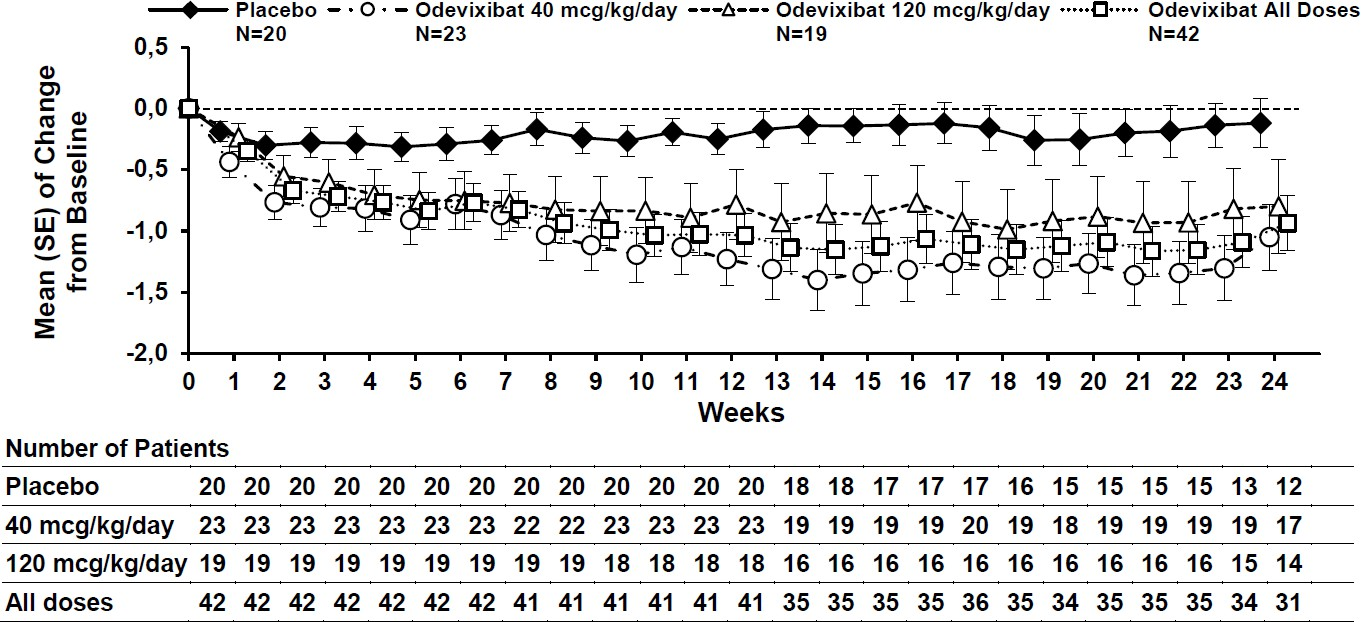 Placebo Odevixibat 40 mcg/kg/day Odevixibat 120 mcg/kg/day Odevixibat All Doses
N=20 N=23 N=19 N=42
Mean (SE) of Change
from Baseline
0,5
0,0
-0,5
-1,0
-1,5
-2,0
0 1 2 3 4 5 6 7 8 9 10 11 12 13 14 15 16 17 18 19 20 21 22 23 24
Weeks
Number of Patients
Placebo 20 20 20 20 20 20 20 20 20 20 20 20 20 18 18 17 17 17 16 15 15 15 15 13 12
40 mcg/kg/day 23 23 23 23 23 23 23 22 22 23 23 23 23 19 19 19 19 20 19 18 19 19 19 19 17
120 mcg/kg/day 19 19 19 19 19 19 19 19 19 18 18 18 18 16 16 16 16 16 16 16 16 16 16 15 14
All doses 42 42 42 42 42 42 42 41 41 41 41 41 41 35 35 35 35 36 35 34 35 35 35 34 31